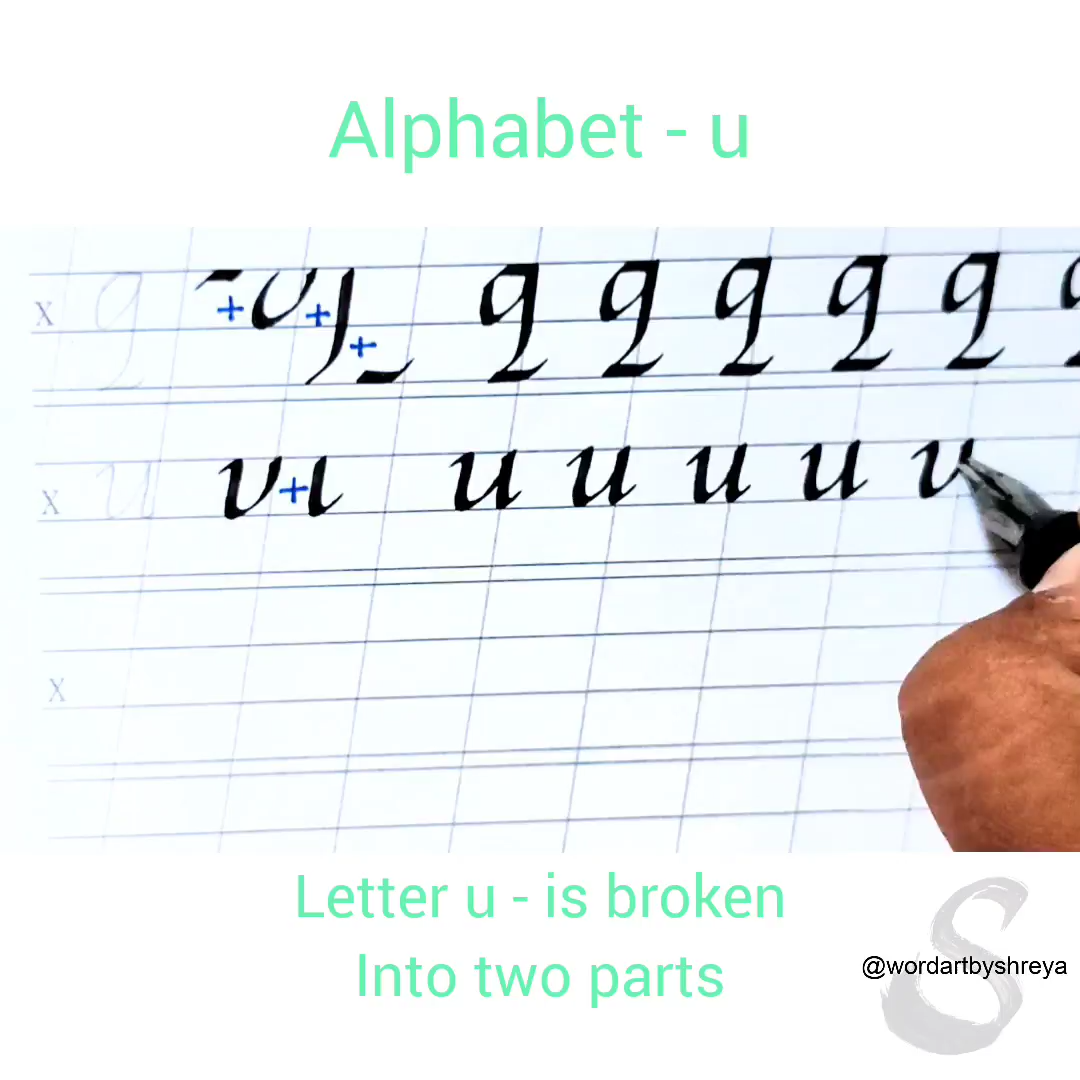 Alphabet - u
x g + + + q q q q q
x u + u u u u
x
Letter u - is broken
Into two parts
@wordartbyshreya